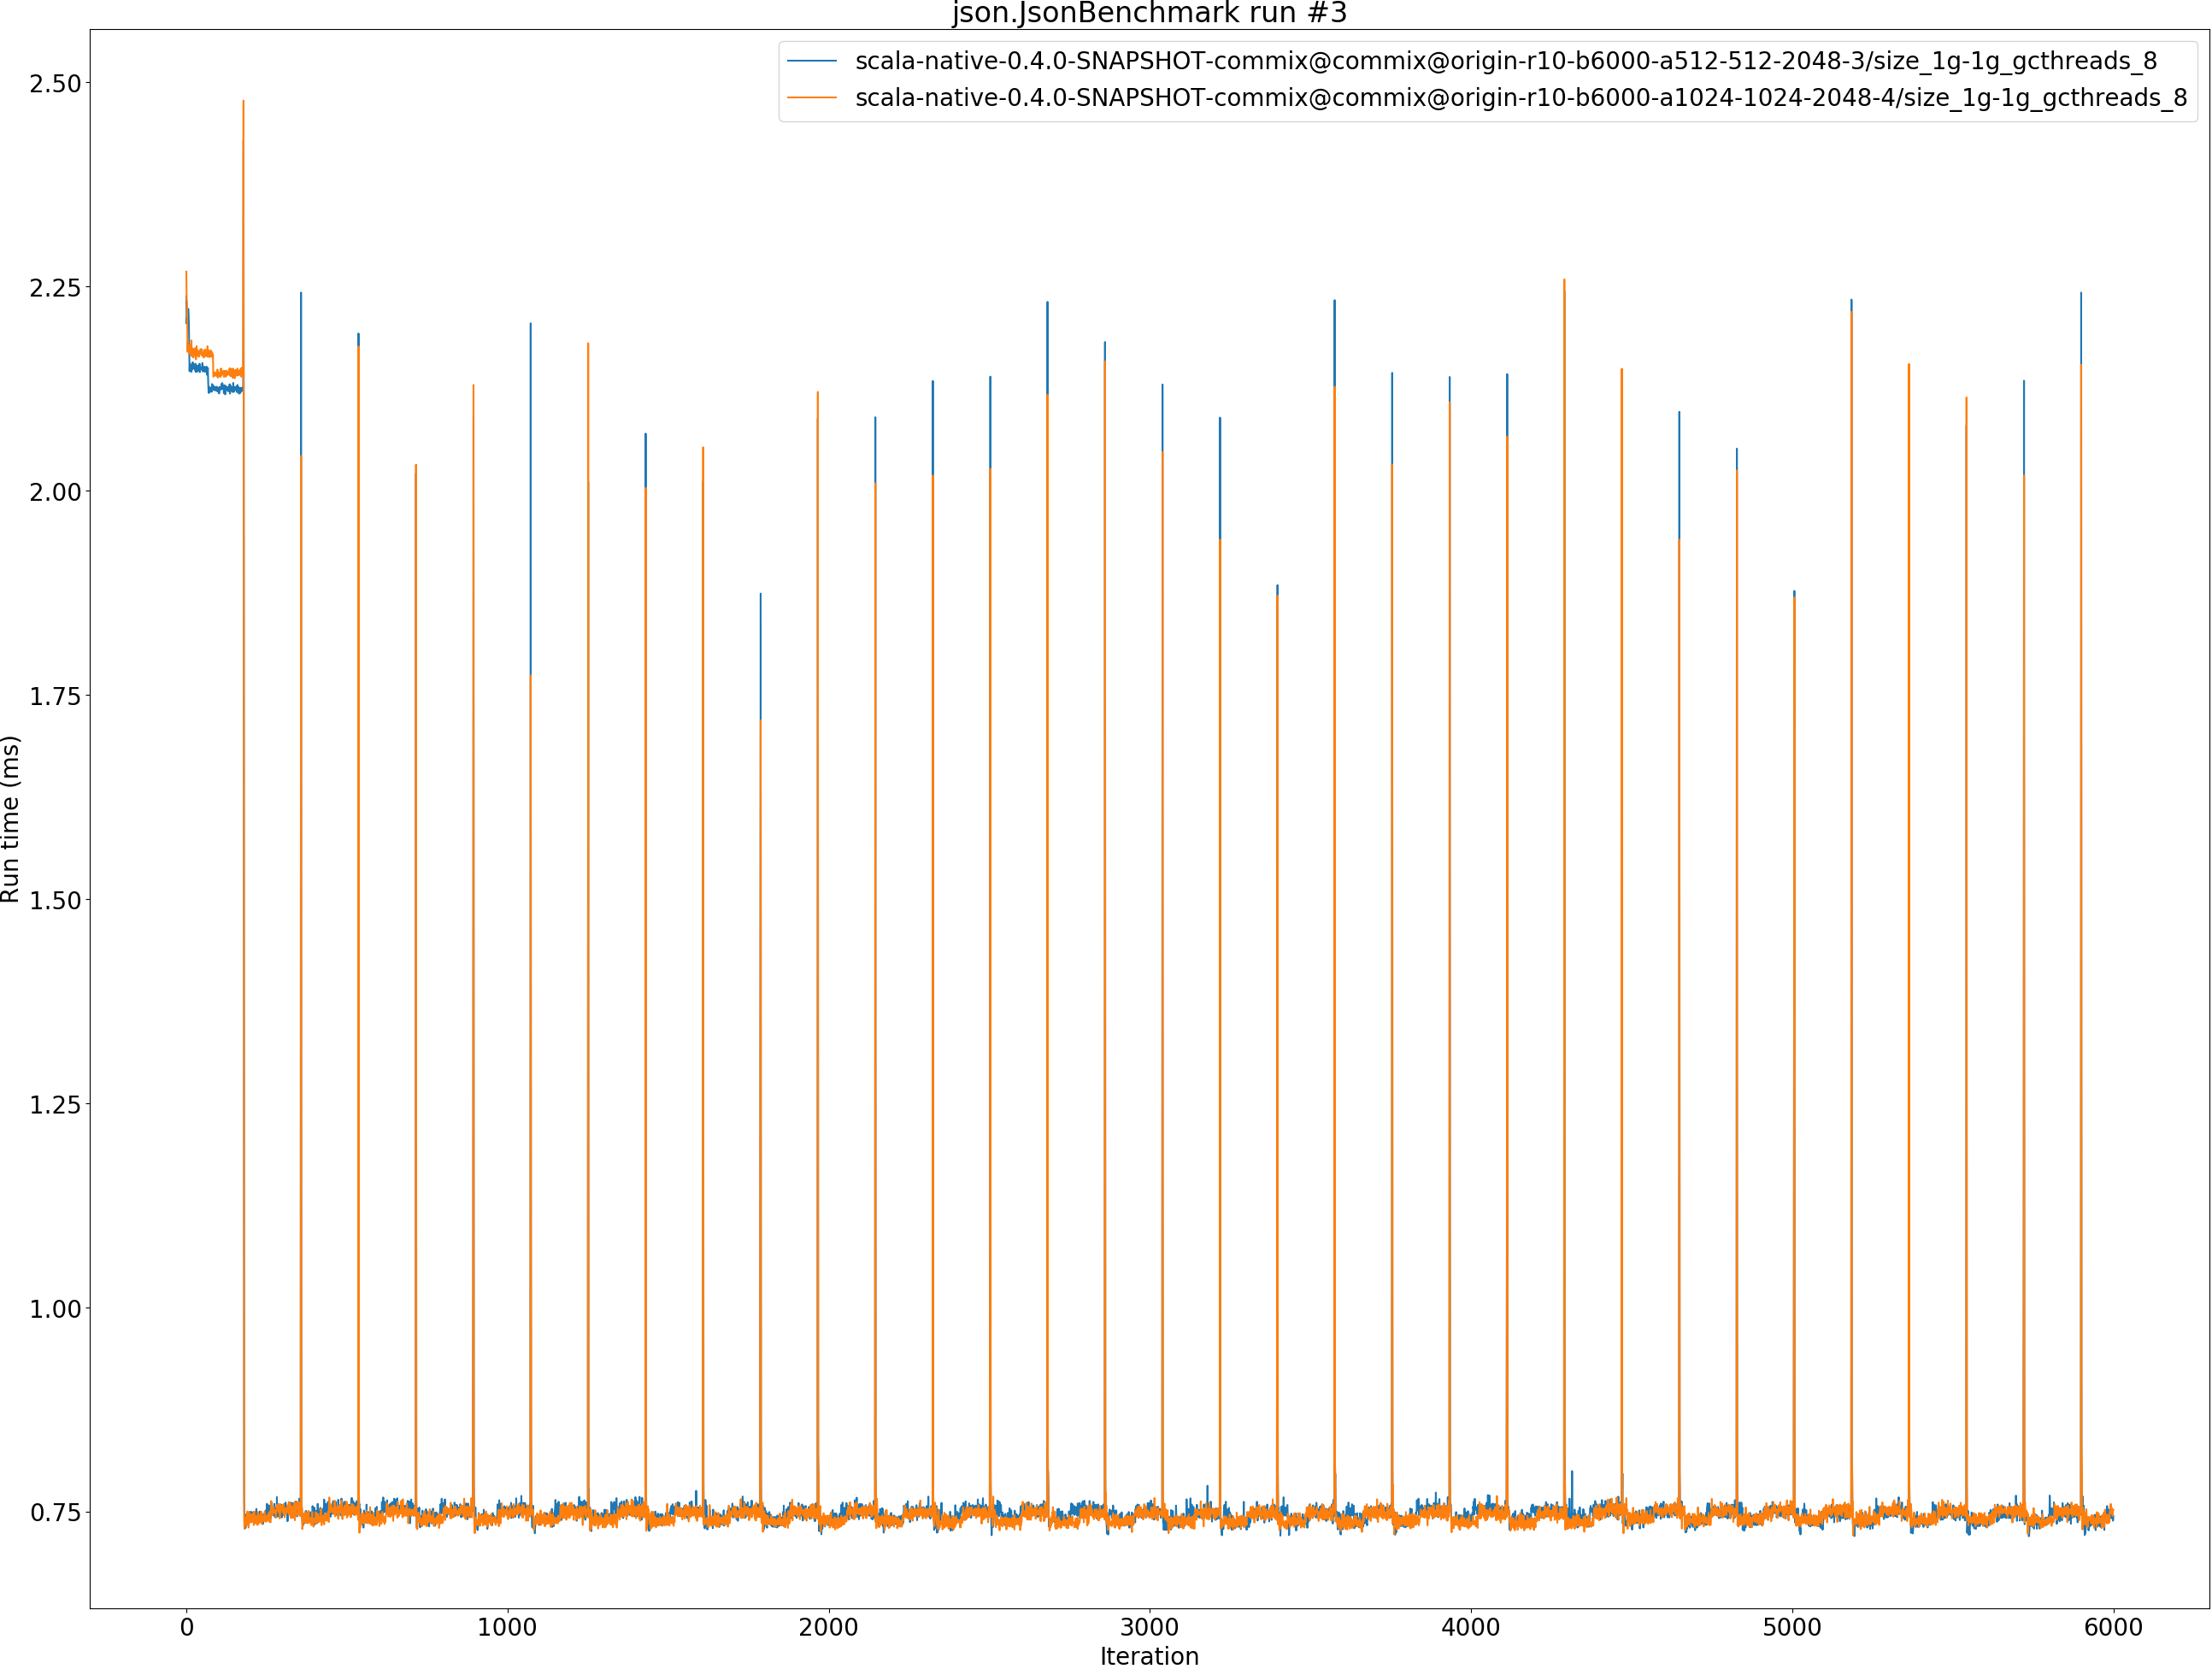 json.JsonBenchmark run #3
scala-native-0.4.0-SNAPSHOT-commix@commix@origin-r10-b6000-a512-512-2048-3/size_1g-1g_gcthreads_8
scala-native-0.4.0-SNAPSHOT-commix@commix@origin-r10-b6000-a1024-1024-2048-4/size_1g-1g_gcthreads_8
2.50
2.25
2.00
1.75
1.50
1.25
1.00
0.75
Run time (ms)
0 1000 2000 3000 4000 5000 6000
Iteration